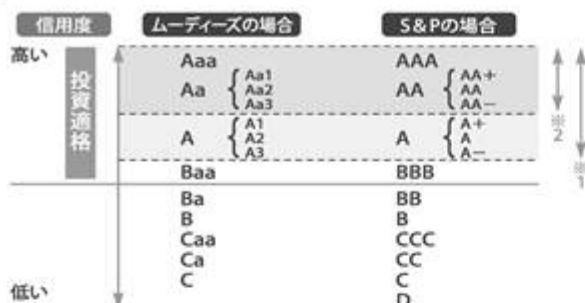 信用度 ムーディーズの場合 S&Pの場合
高い
投資適格
Aaa AAA
Aa { Aa1 Aa2 Aa3 AA { AA+ AA AA−
A { A1 A2 A3 A { A+ A A−
Baa BBB
Ba BB
B B
Caa CCC
Ca CC
C C
低い D
※2
※1